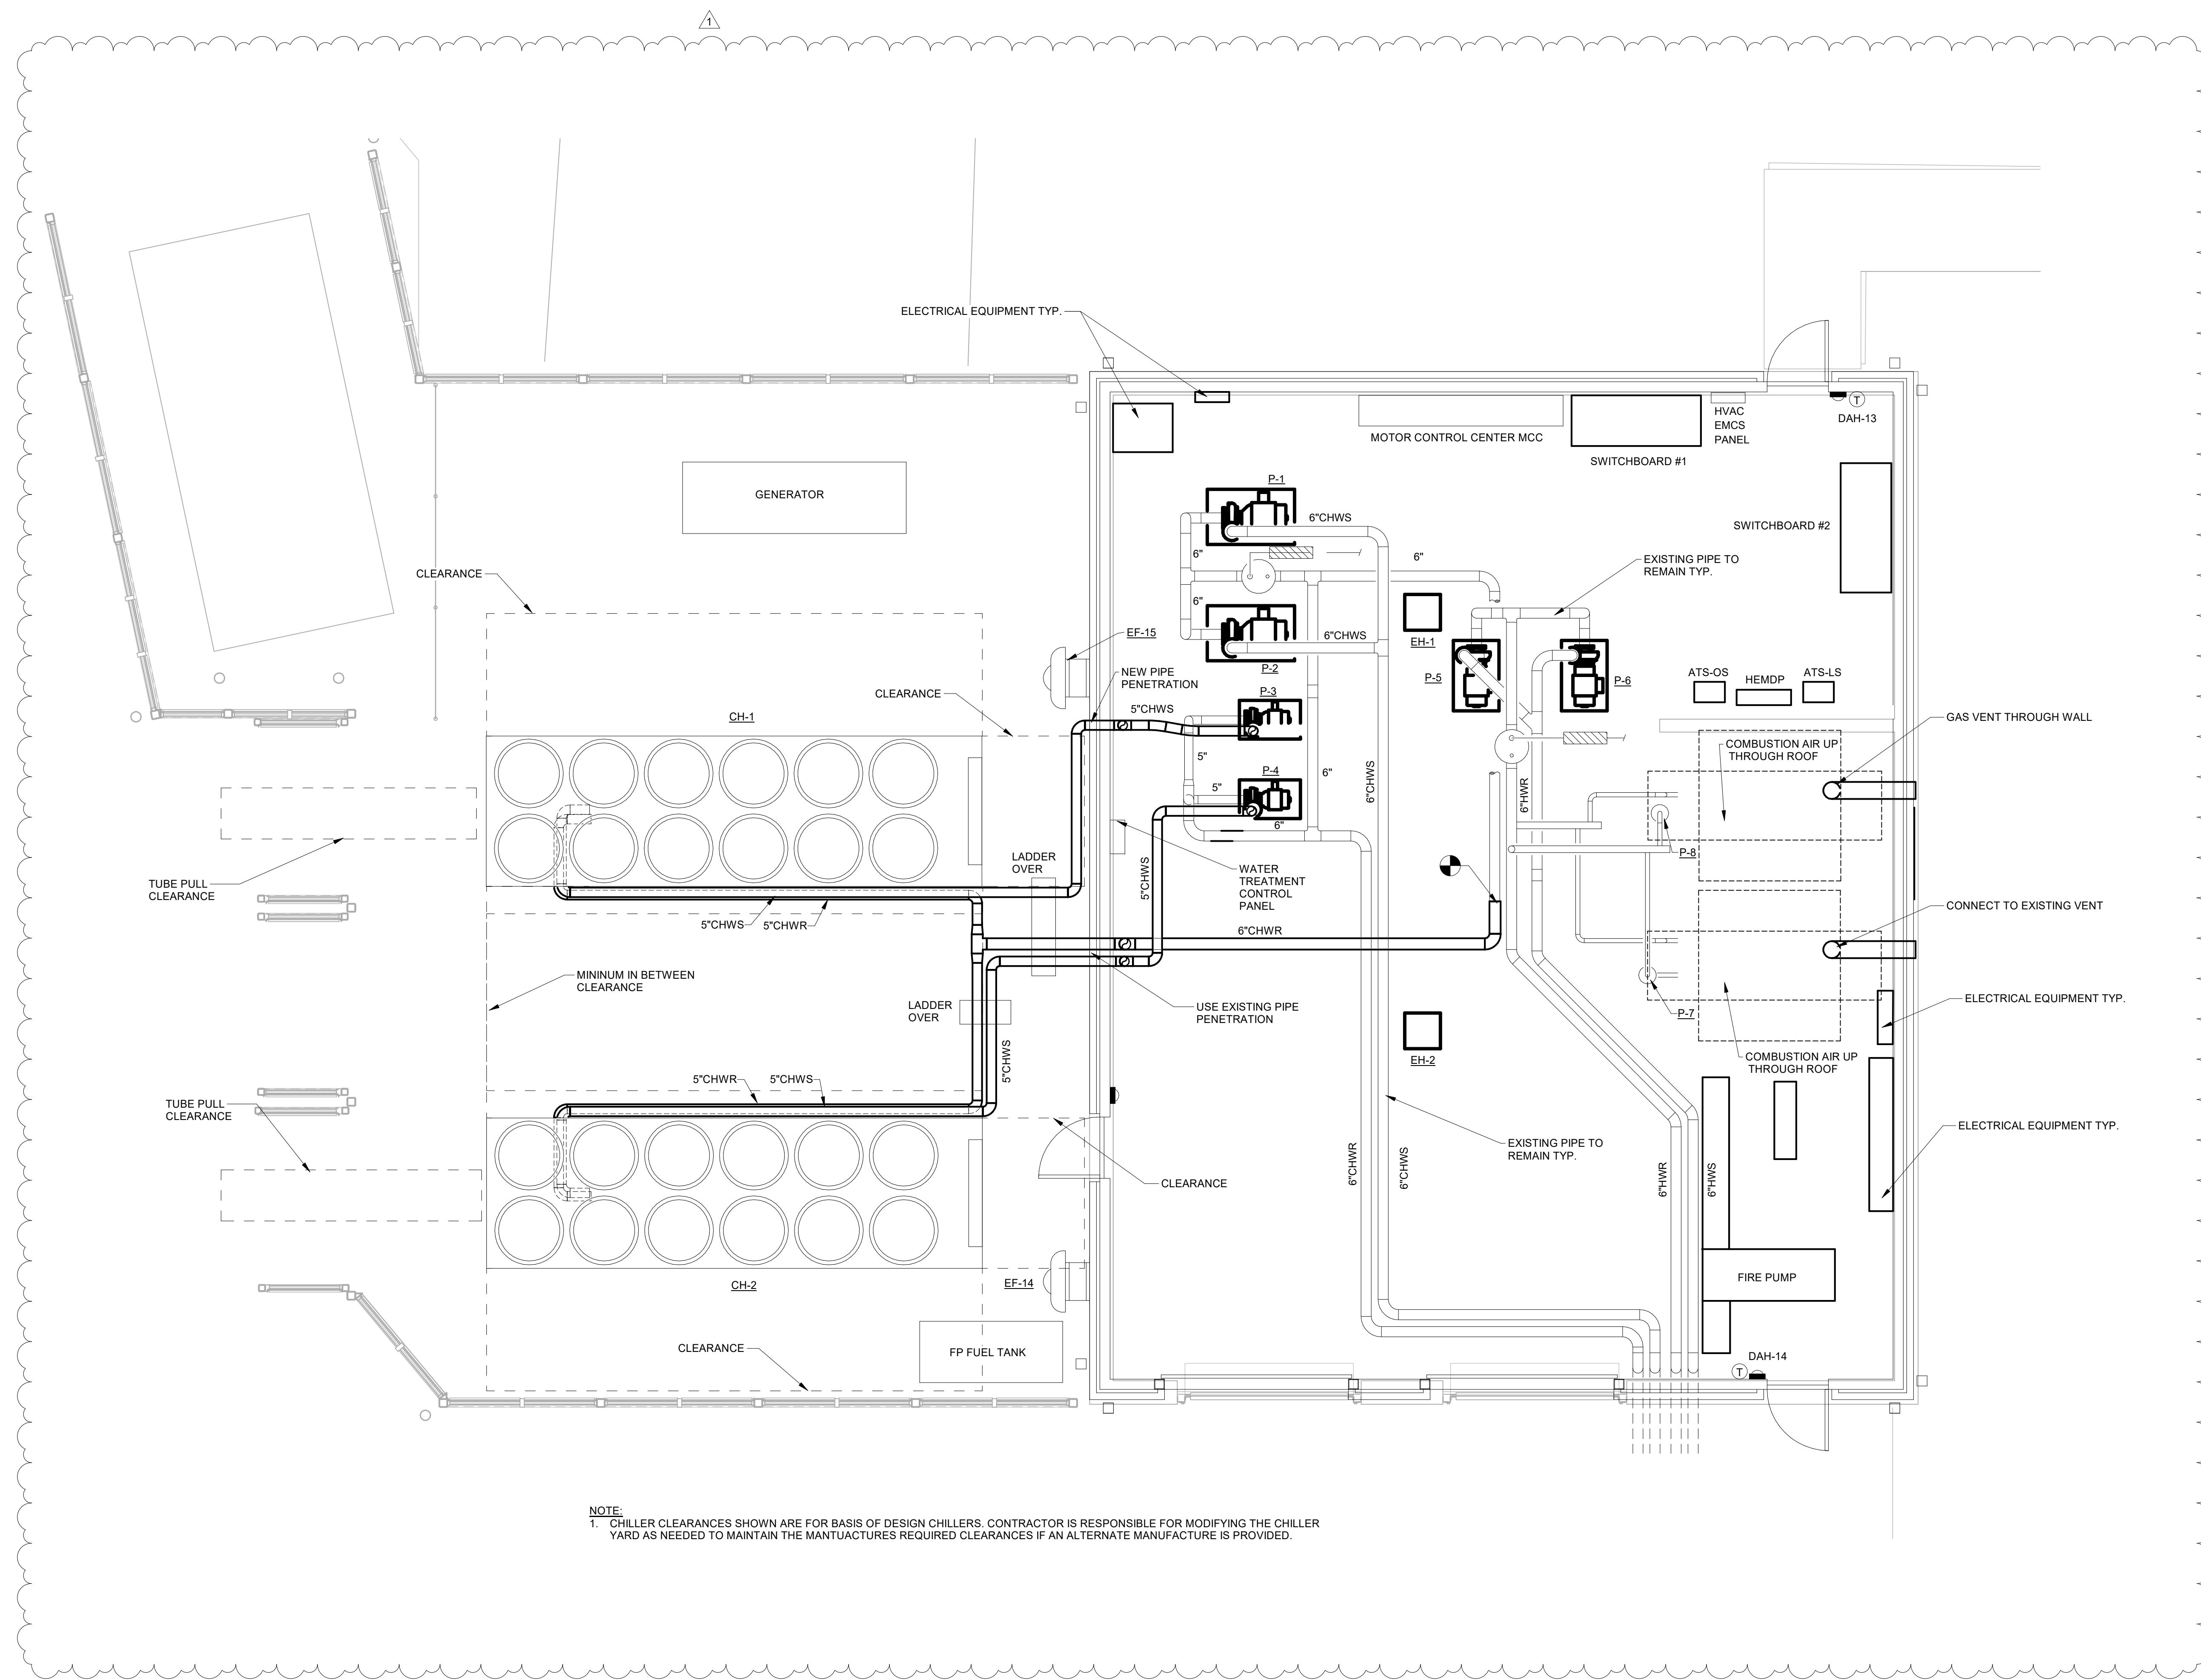 1
ELECTRICAL EQUIPMENT TYP.
HVAC
EMCS
PANEL
T
DAH-13
MOTOR CONTROL CENTER MCC
SWITCHBOARD #1
GENERATOR
P-1
6"CHWS
SWITCHBOARD #2
6"
6"
EXISTING PIPE TO
REMAIN TYP.
CLEARANCE
6"
EF-15
6"CHWS
EH-1
P-2
NEW PIPE
PENETRATION
P-5
P-6
ATS-OS
HEMDP
ATS-LS
CLEARANCE
P-3
5"CHWS
CH-1
GAS VENT THROUGH WALL
COMBUSTION AIR UP
THROUGH ROOF
5"
P-4
6"
5"
6"CHWS
6"HWR
6"
P-8
LADDER
OVER
WATER
TREATMENT
CONTROL
PANEL
5"CHWS
TUBE PULL
CLEARANCE
CONNECT TO EXISTING VENT
5"CHWS
5"CHWR
6"CHWR
MININUM IN BETWEEN
CLEARANCE
ELECTRICAL EQUIPMENT TYP.
LADDER
OVER
USE EXISTING PIPE
PENETRATION
P-7
5"CHWS
EH-2
COMBUSTION AIR UP
THROUGH ROOF
5"CHWR
5"CHWS
TUBE PULL
CLEARANCE
ELECTRICAL EQUIPMENT TYP.
EXISTING PIPE TO
REMAIN TYP.
6"CHWR
6"CHWS
6"HWR
6"HWS
CLEARANCE
CH-2
EF-14
FIRE PUMP
CLEARANCE
FP FUEL TANK
DAH-14
T
NOTE:
1. CHILLER CLEARANCES SHOWN ARE FOR BASIS OF DESIGN CHILLERS. CONTRACTOR IS RESPONSIBLE FOR MODIFYING THE CHILLER
YARD AS NEEDED TO MAINTAIN THE MANTUACTURES REQUIRED CLEARANCES IF AN ALTERNATE MANUFACTURE IS PROVIDED.